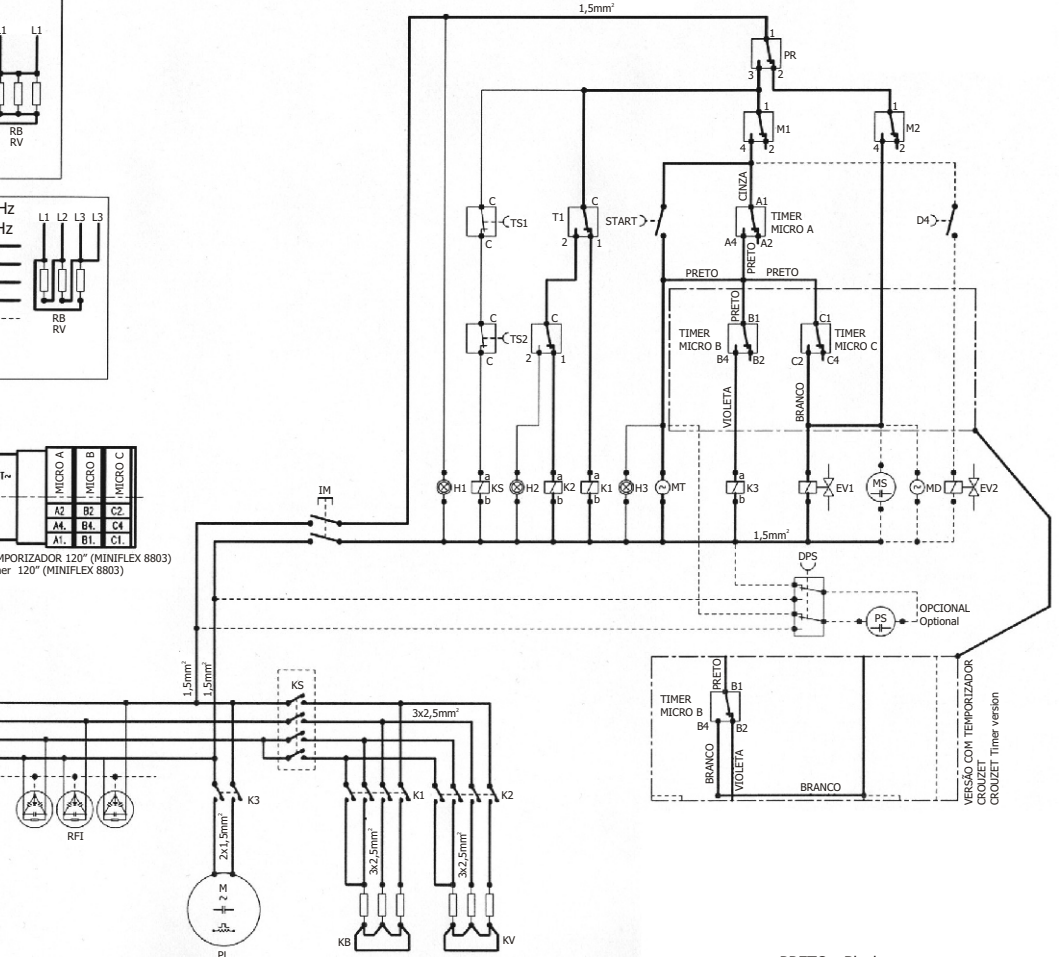 1,5mm²
L1
1
PR
3 2
1
M1
4 2
1
M2
4 2
RB
RV
Hz
Hz
L1 L2 L3 L3
RB
RV
C
TS1
C
T1
C
2 1
START
CINZA
A1
TIMER
MICRO A
A4 A2
D4
PRETO
PRETO
PRETO
PRETO
C
TS2
C
C
2 1
TIMER
MICRO B
B1
B4 B2
C1
TIMER
MICRO C
C2 C4
VIOLETA
BRANCO
MICRO A
MICRO B
MICRO C
A2 B2 C2.
A4. B4. C4
A1. B1. C1.
MPORIZADOR 120" (MINIFLEX 8803)
er 120" (MINIFLEX 8803)
IM
H1
a
KS
b
H2
a
K2
b
a
K1
b
H3
MT
a
K3
b
EV1
MS
MD
EV2
1,5mm²
DPS
OPCIONAL
Optional
PS
1,5mm²
1,5mm²
KS
3x2,5mm²
K3
K1
K2
RFI
2x1,5mm²
3x2,5mm²
3x2,5mm²
M
PL
KB
KV
PRETO
B1
TIMER
MICRO B
B4 B2
BRANCO
VIOLETA
BRANCO
VERSÃO COM TEMPORIZADOR
CROUZET
CROUZET Timer version